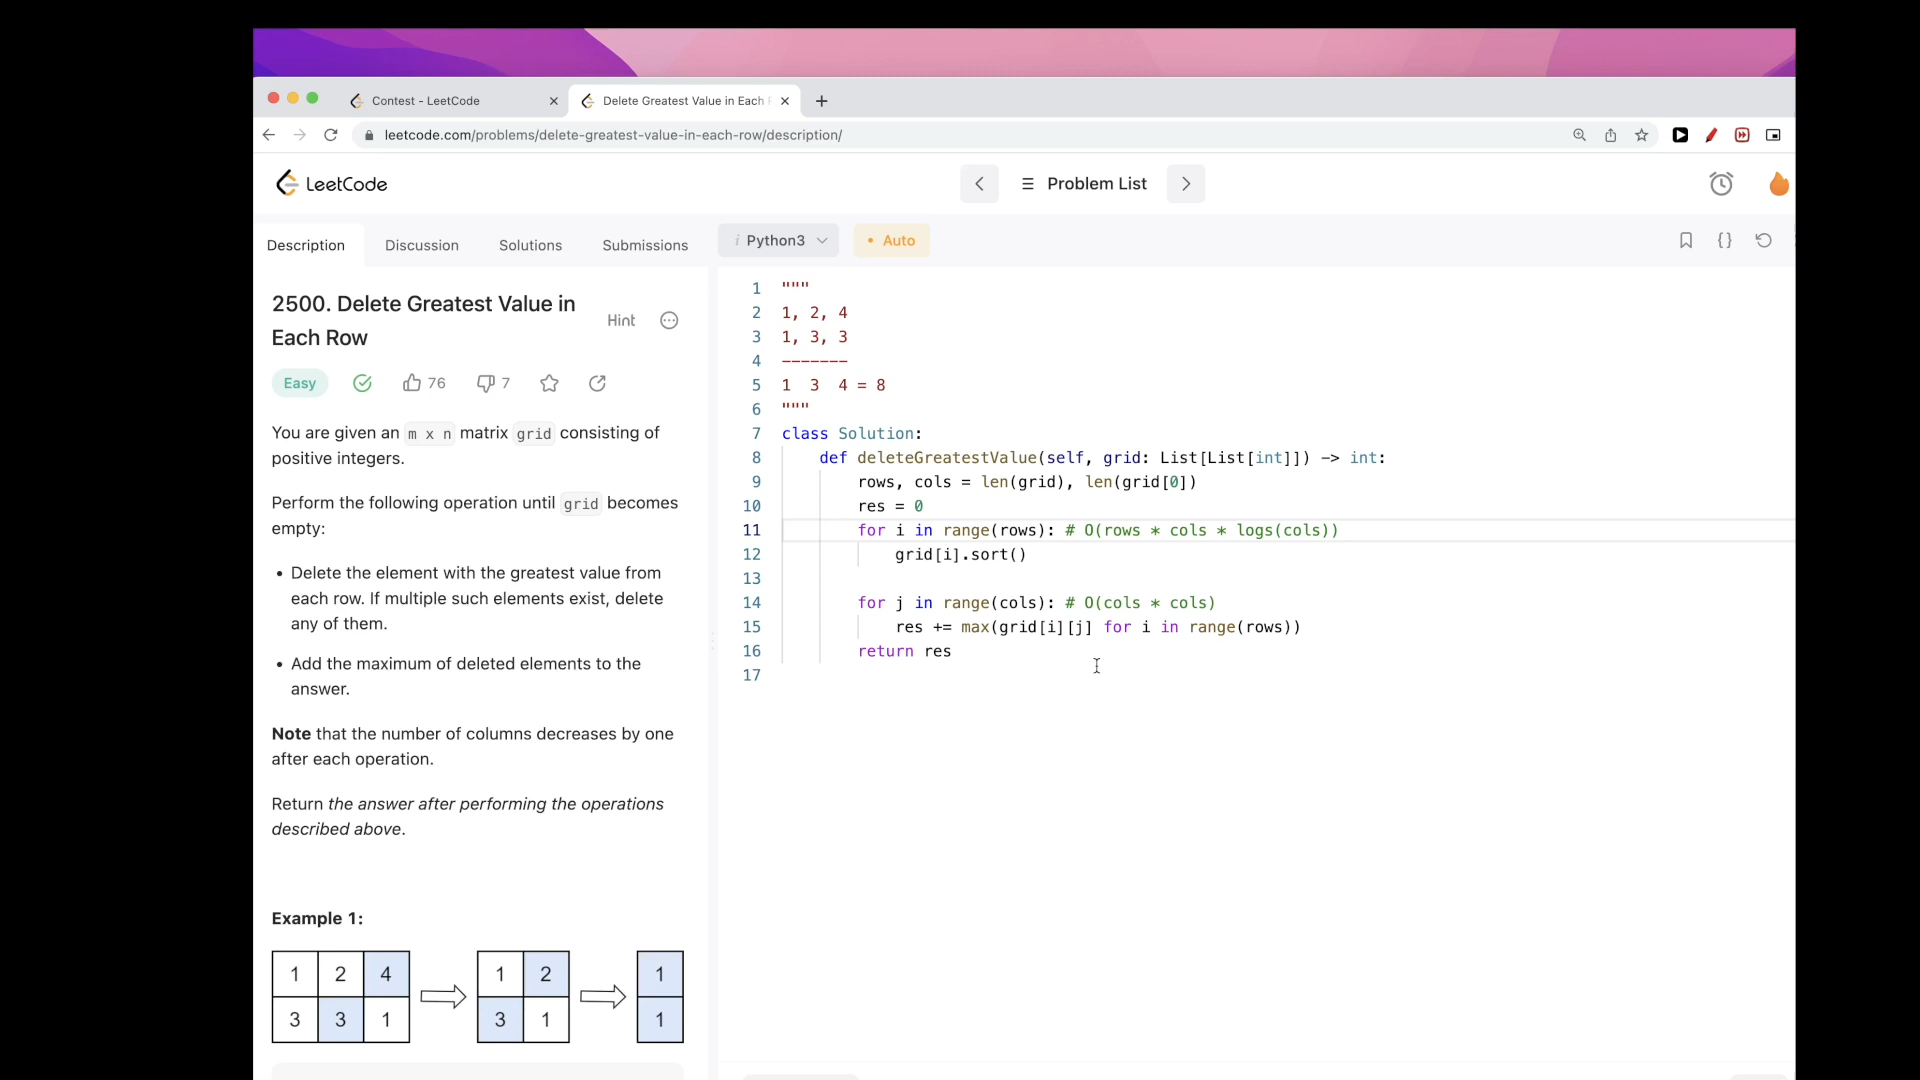 Contest - LeetCode
Delete Greatest Value in Each
leetcode.com/problems/delete-greatest-value-in-each-row/description/
LeetCode
Problem List
Description
Discussion
Solutions
Submissions
i Python3
• Auto
{}
2500. Delete Greatest Value in
Each Row
Hint
Easy
76
7
You are given an m x n matrix grid consisting of
positive integers.
Perform the following operation until grid becomes
empty:
• Delete the element with the greatest value from
each row. If multiple such elements exist, delete
any of them.
• Add the maximum of deleted elements to the
answer.
Note that the number of columns decreases by one
after each operation.
Return the answer after performing the operations
described above.
Example 1:
1 2 4
3 3 1
1 2
3 1
1
1
1 """
2 1, 2, 4
3 1, 3, 3
4 -------
5 1 3 4 = 8
6 """
7 class Solution:
8 def deleteGreatestValue(self, grid: List[List[int]]) -> int:
9 rows, cols = len(grid), len(grid[0])
10 res = 0
11 for i in range(rows): # O(rows * cols * logs(cols))
12 grid[i].sort()
13
14 for j in range(cols): # O(cols * cols)
15 res += max(grid[i][j] for i in range(rows))
16 return res
17